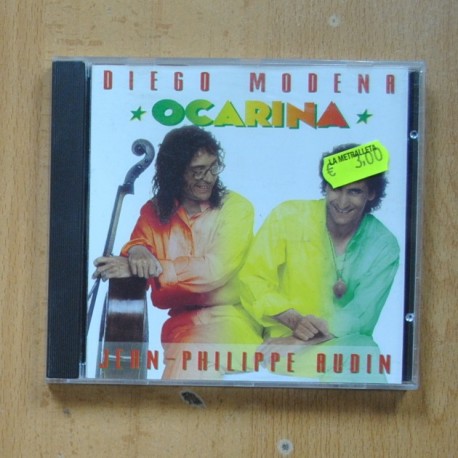 DIEGO MODENA
OCARINA
LA METRALLETA
€ 3,00
JEAN-PHILIPPE AUDIN